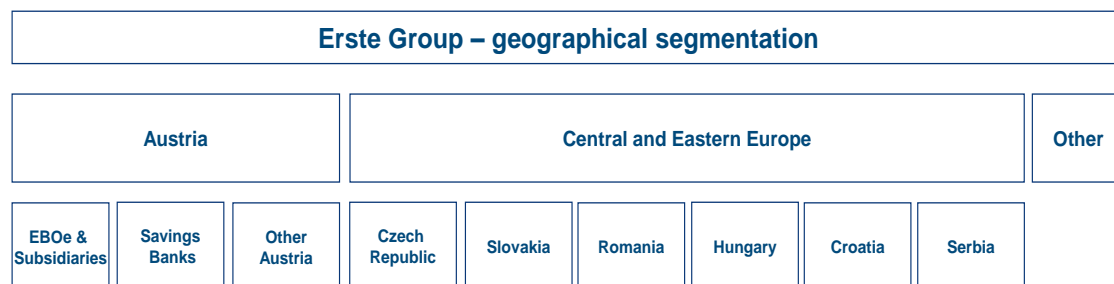 Erste Group – geographical segmentation
Austria
Central and Eastern Europe
Other
EBOe &
Subsidiaries
Savings
Banks
Other
Austria
Czech
Republic
Slovakia
Romania
Hungary
Croatia
Serbia